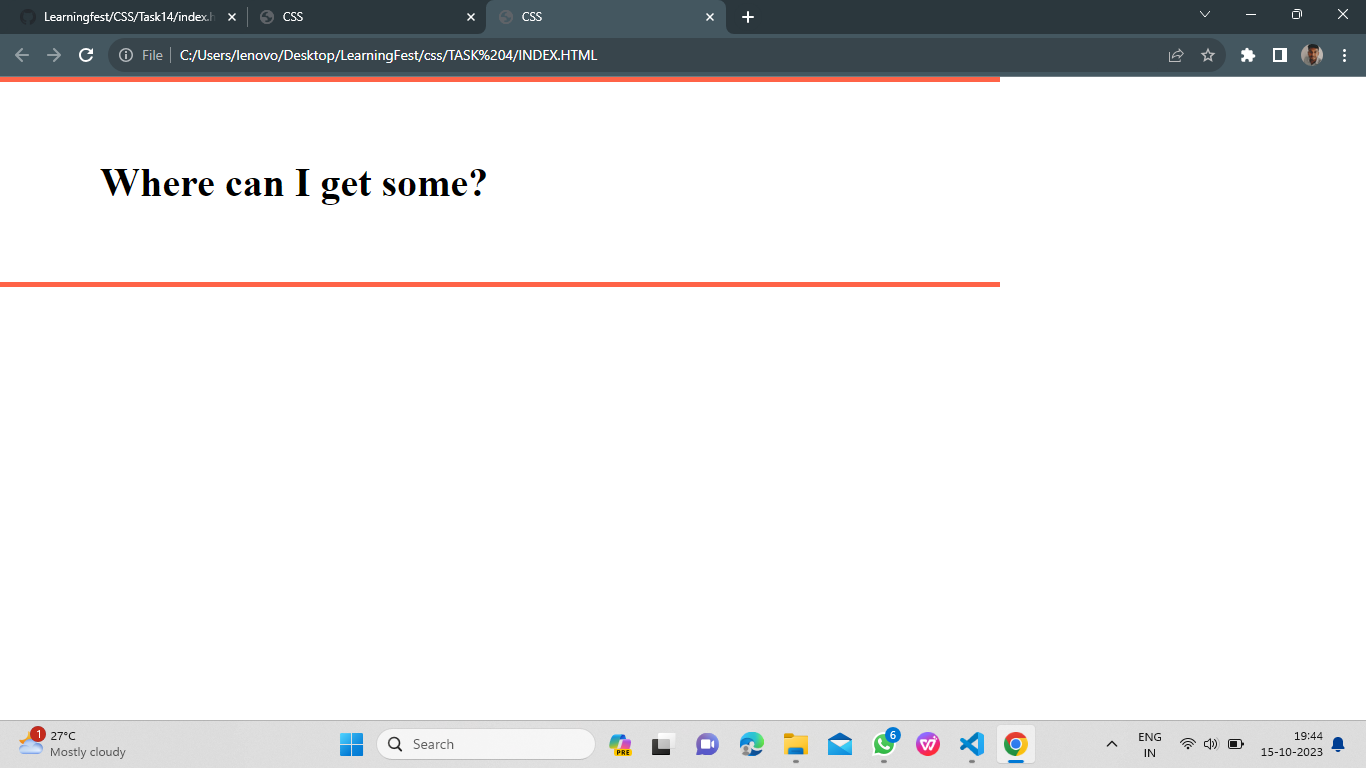 Learningfest/CSS/Task14/index.h
CSS
CSS
File
C:/Users/lenovo/Desktop/LearningFest/css/TASK%204/INDEX.HTML
Where can I get some?
1
27°C
Mostly cloudy
Search
PRE
6
ENG
IN
19:44
15-10-2023